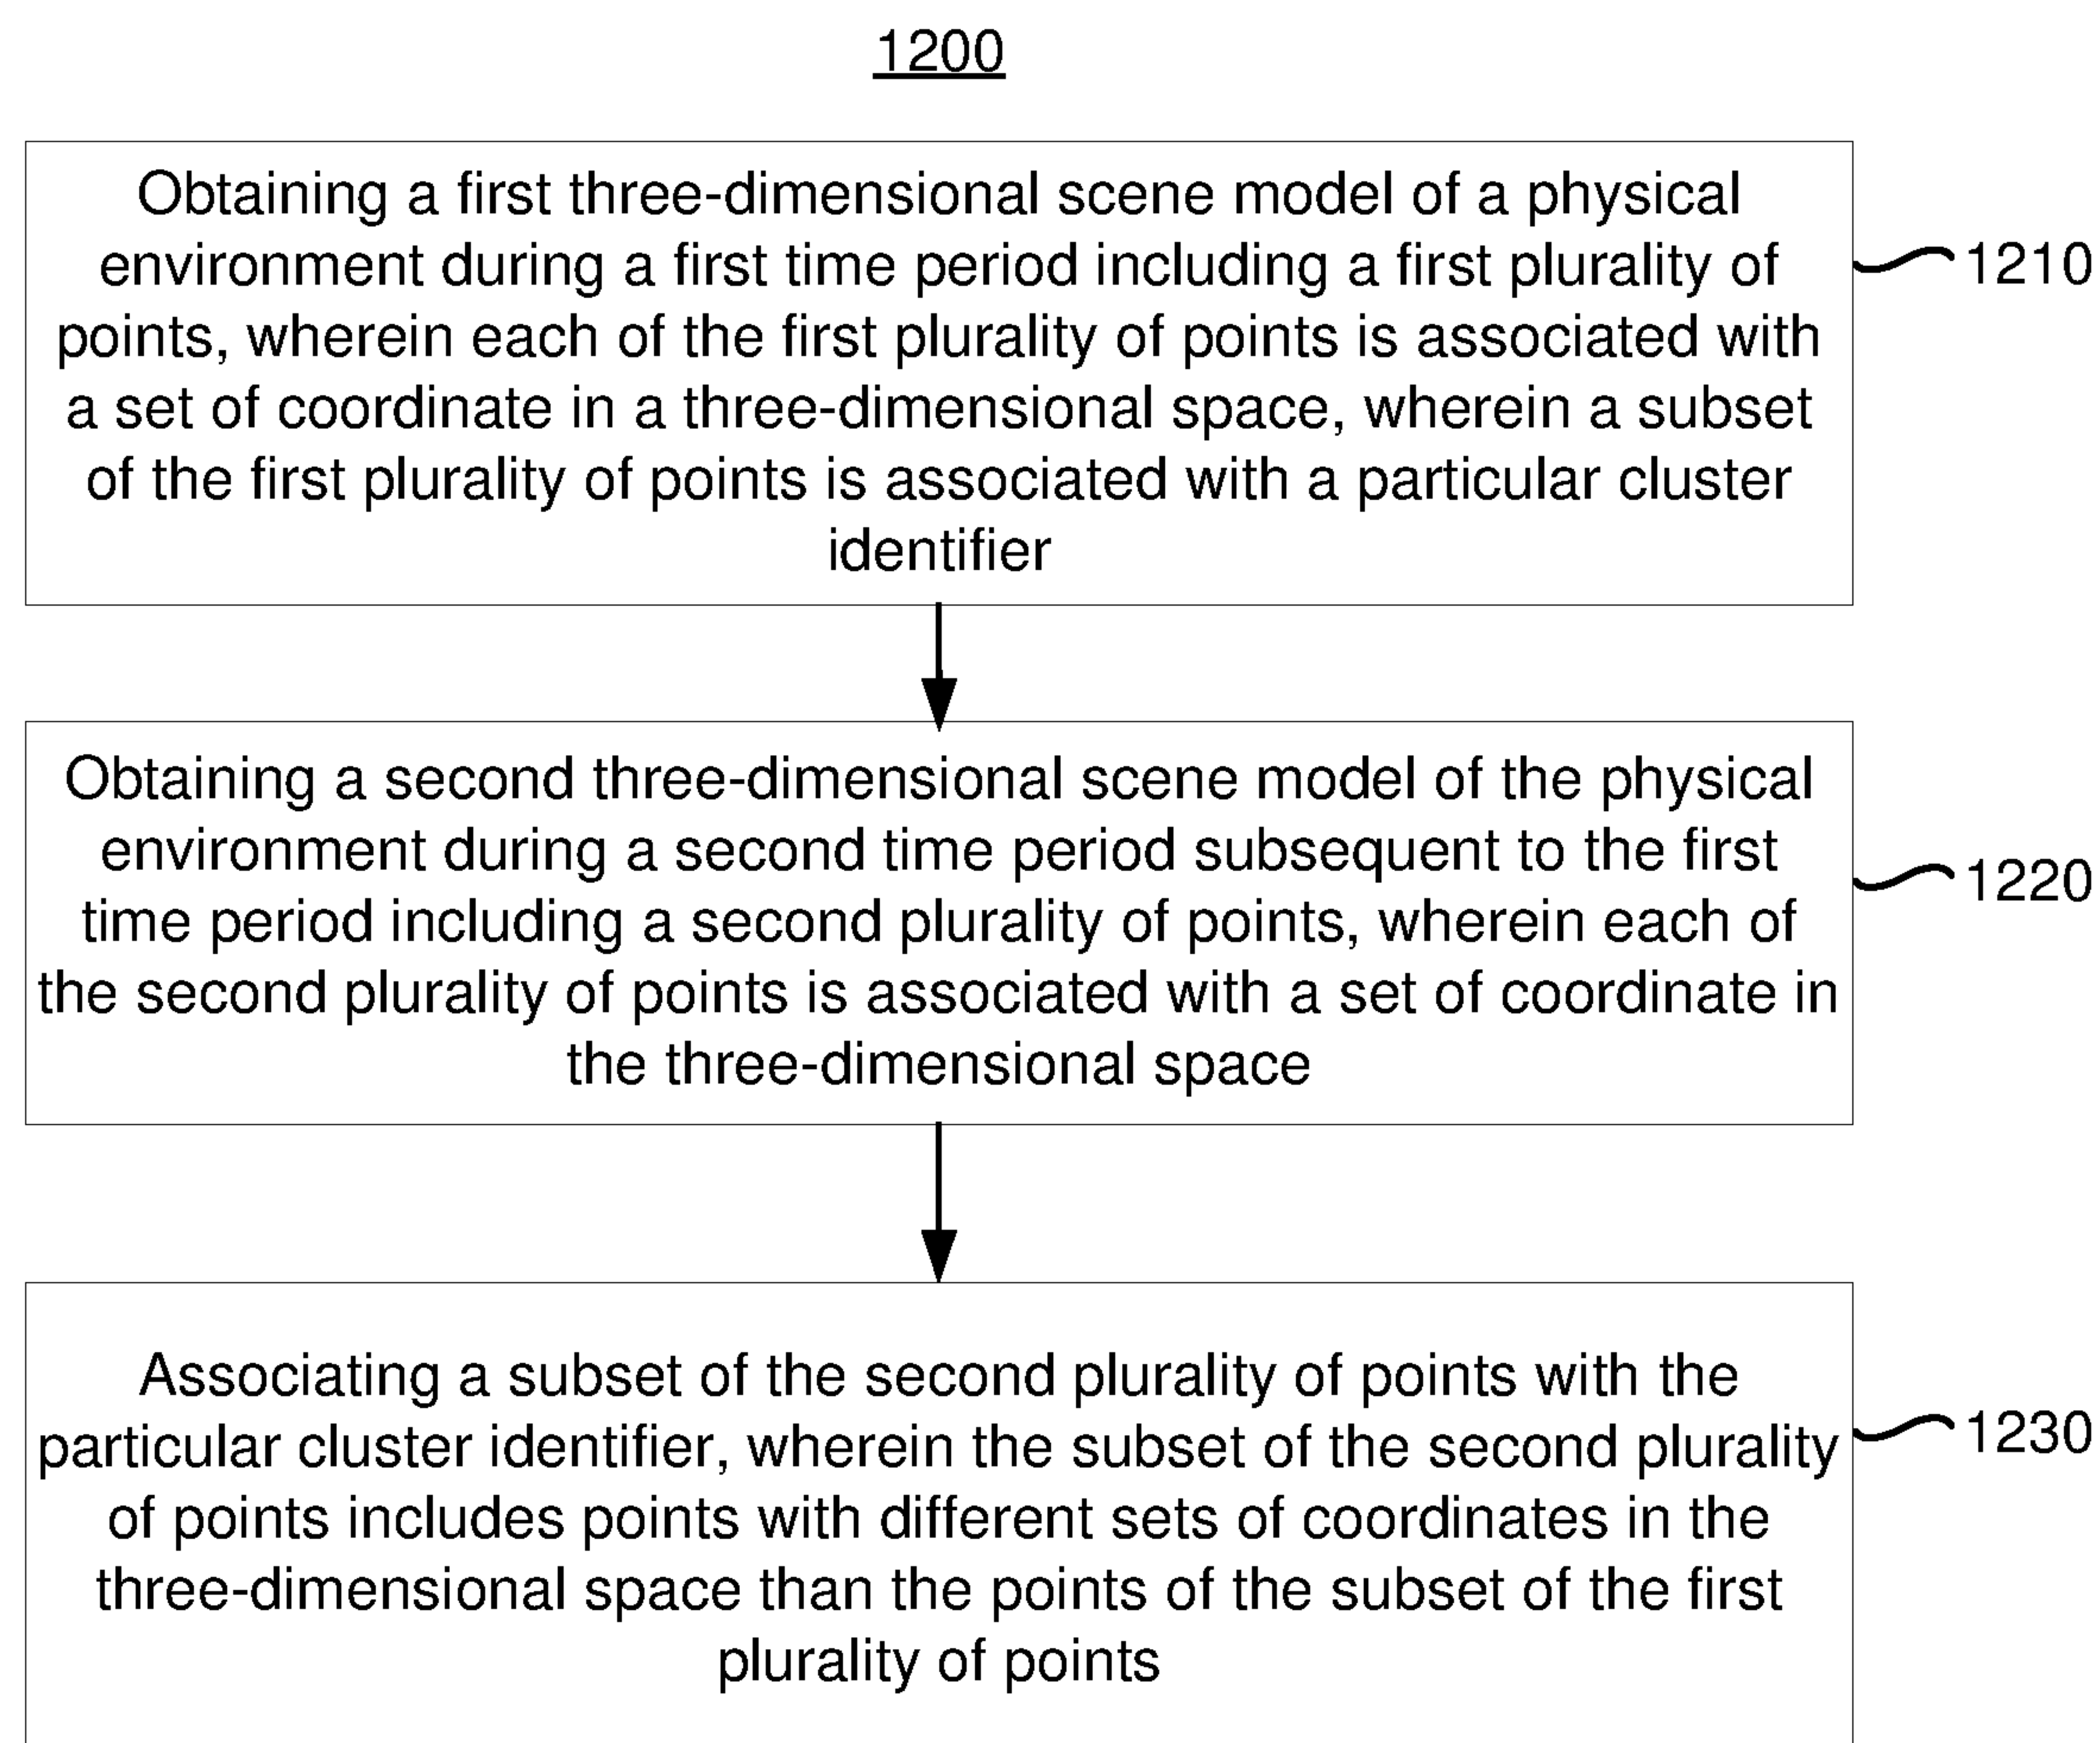 1200
Obtaining a first three-dimensional scene model of a physical
environment during a first time period including a first plurality of
points, wherein each of the first plurality of points is associated with
a set of coordinate in a three-dimensional space, wherein a subset
of the first plurality of points is associated with a particular cluster
identifier
1210
Obtaining a second three-dimensional scene model of the physical
environment during a second time period subsequent to the first
time period including a second plurality of points, wherein each of
the second plurality of points is associated with a set of coordinate in
the three-dimensional space
1220
Associating a subset of the second plurality of points with the
particular cluster identifier, wherein the subset of the second plurality
of points includes points with different sets of coordinates in the
three-dimensional space than the points of the subset of the first
plurality of points
1230